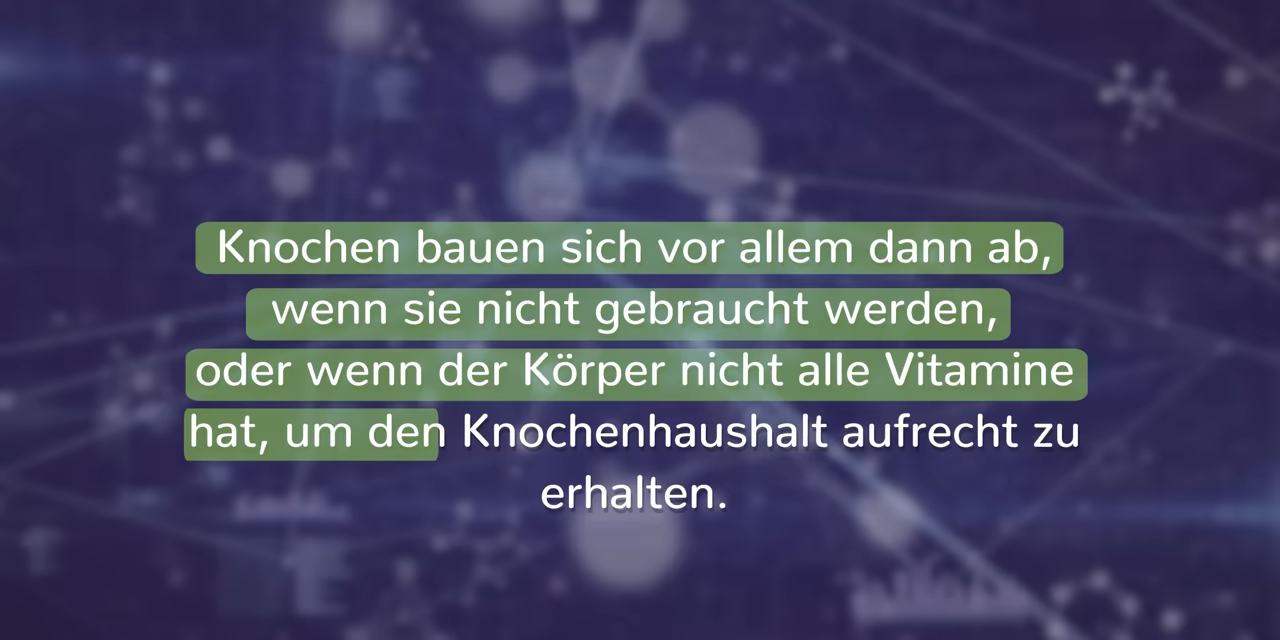 Knochen bauen sich vor allem dann ab,
wenn sie nicht gebraucht werden,
oder wenn der Körper nicht alle Vitamine
hat, um den Knochenhaushalt aufrecht zu
erhalten.